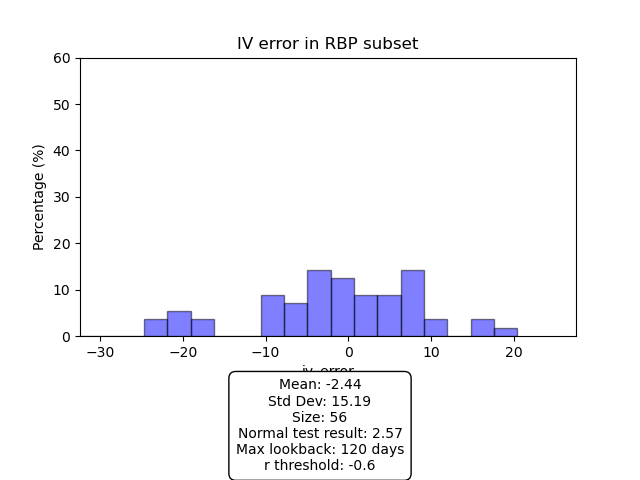 IV error in RBP subset
60
50
40
30
20
10
0
Percentage (%)
−30
−20
−10
0
10
20
iv_error
Mean: -2.44
Std Dev: 15.19
Size: 56
Normal test result: 2.57
Max lookback: 120 days
r threshold: -0.6